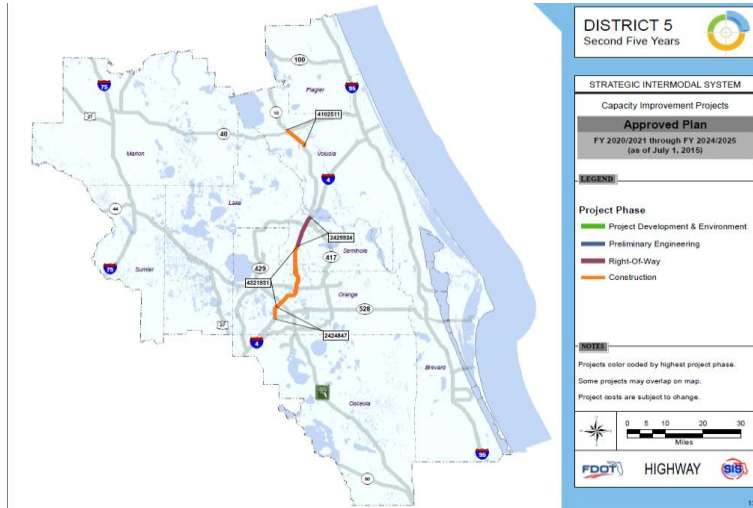 DISTRICT 5
Second Five Years
STRATEGIC INTERMODAL SYSTEM
Capacity Improvement Projects
Approved Plan
FY 2020/2021 through FY 2024/2025
(as of July 1, 2015)
LEGEND
Project Phase
Project Development & Environment
Preliminary Engineering
Right-Of-Way
Construction
NOTES
Projects color coded by highest project phase.
Some projects may overlap on map.
Project costs are subject to change.
0 5 10 20 30
Miles
FDOT
HIGHWAY
SIS
100
Flagler
75
95
27
15
4102511
40
Marion
Volusia
4
Lake
44
2425924
Seminole
417
Sumter
75
429
4321931
Orange
528
27
2424847
4
Brevard
Osceola
95
60